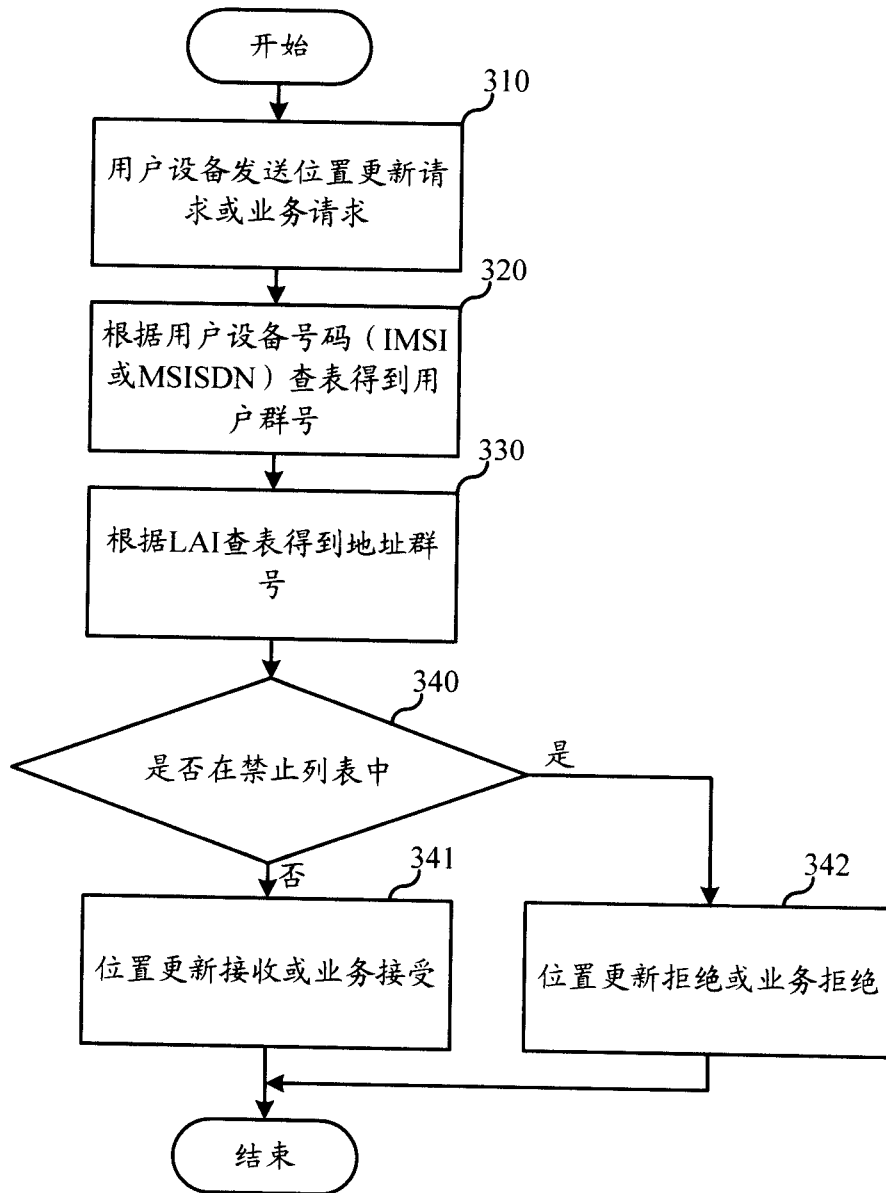 开始
310
用户设备发送位置更新请
求或业务请求
320
根据用户设备号码（IMSI
或MSISDN）查表得到用
户群号
330
根据LAI查表得到地址群
号
340
是否在禁止列表中
是
否
341
位置更新接收或业务接受
342
位置更新拒绝或业务拒绝
结束